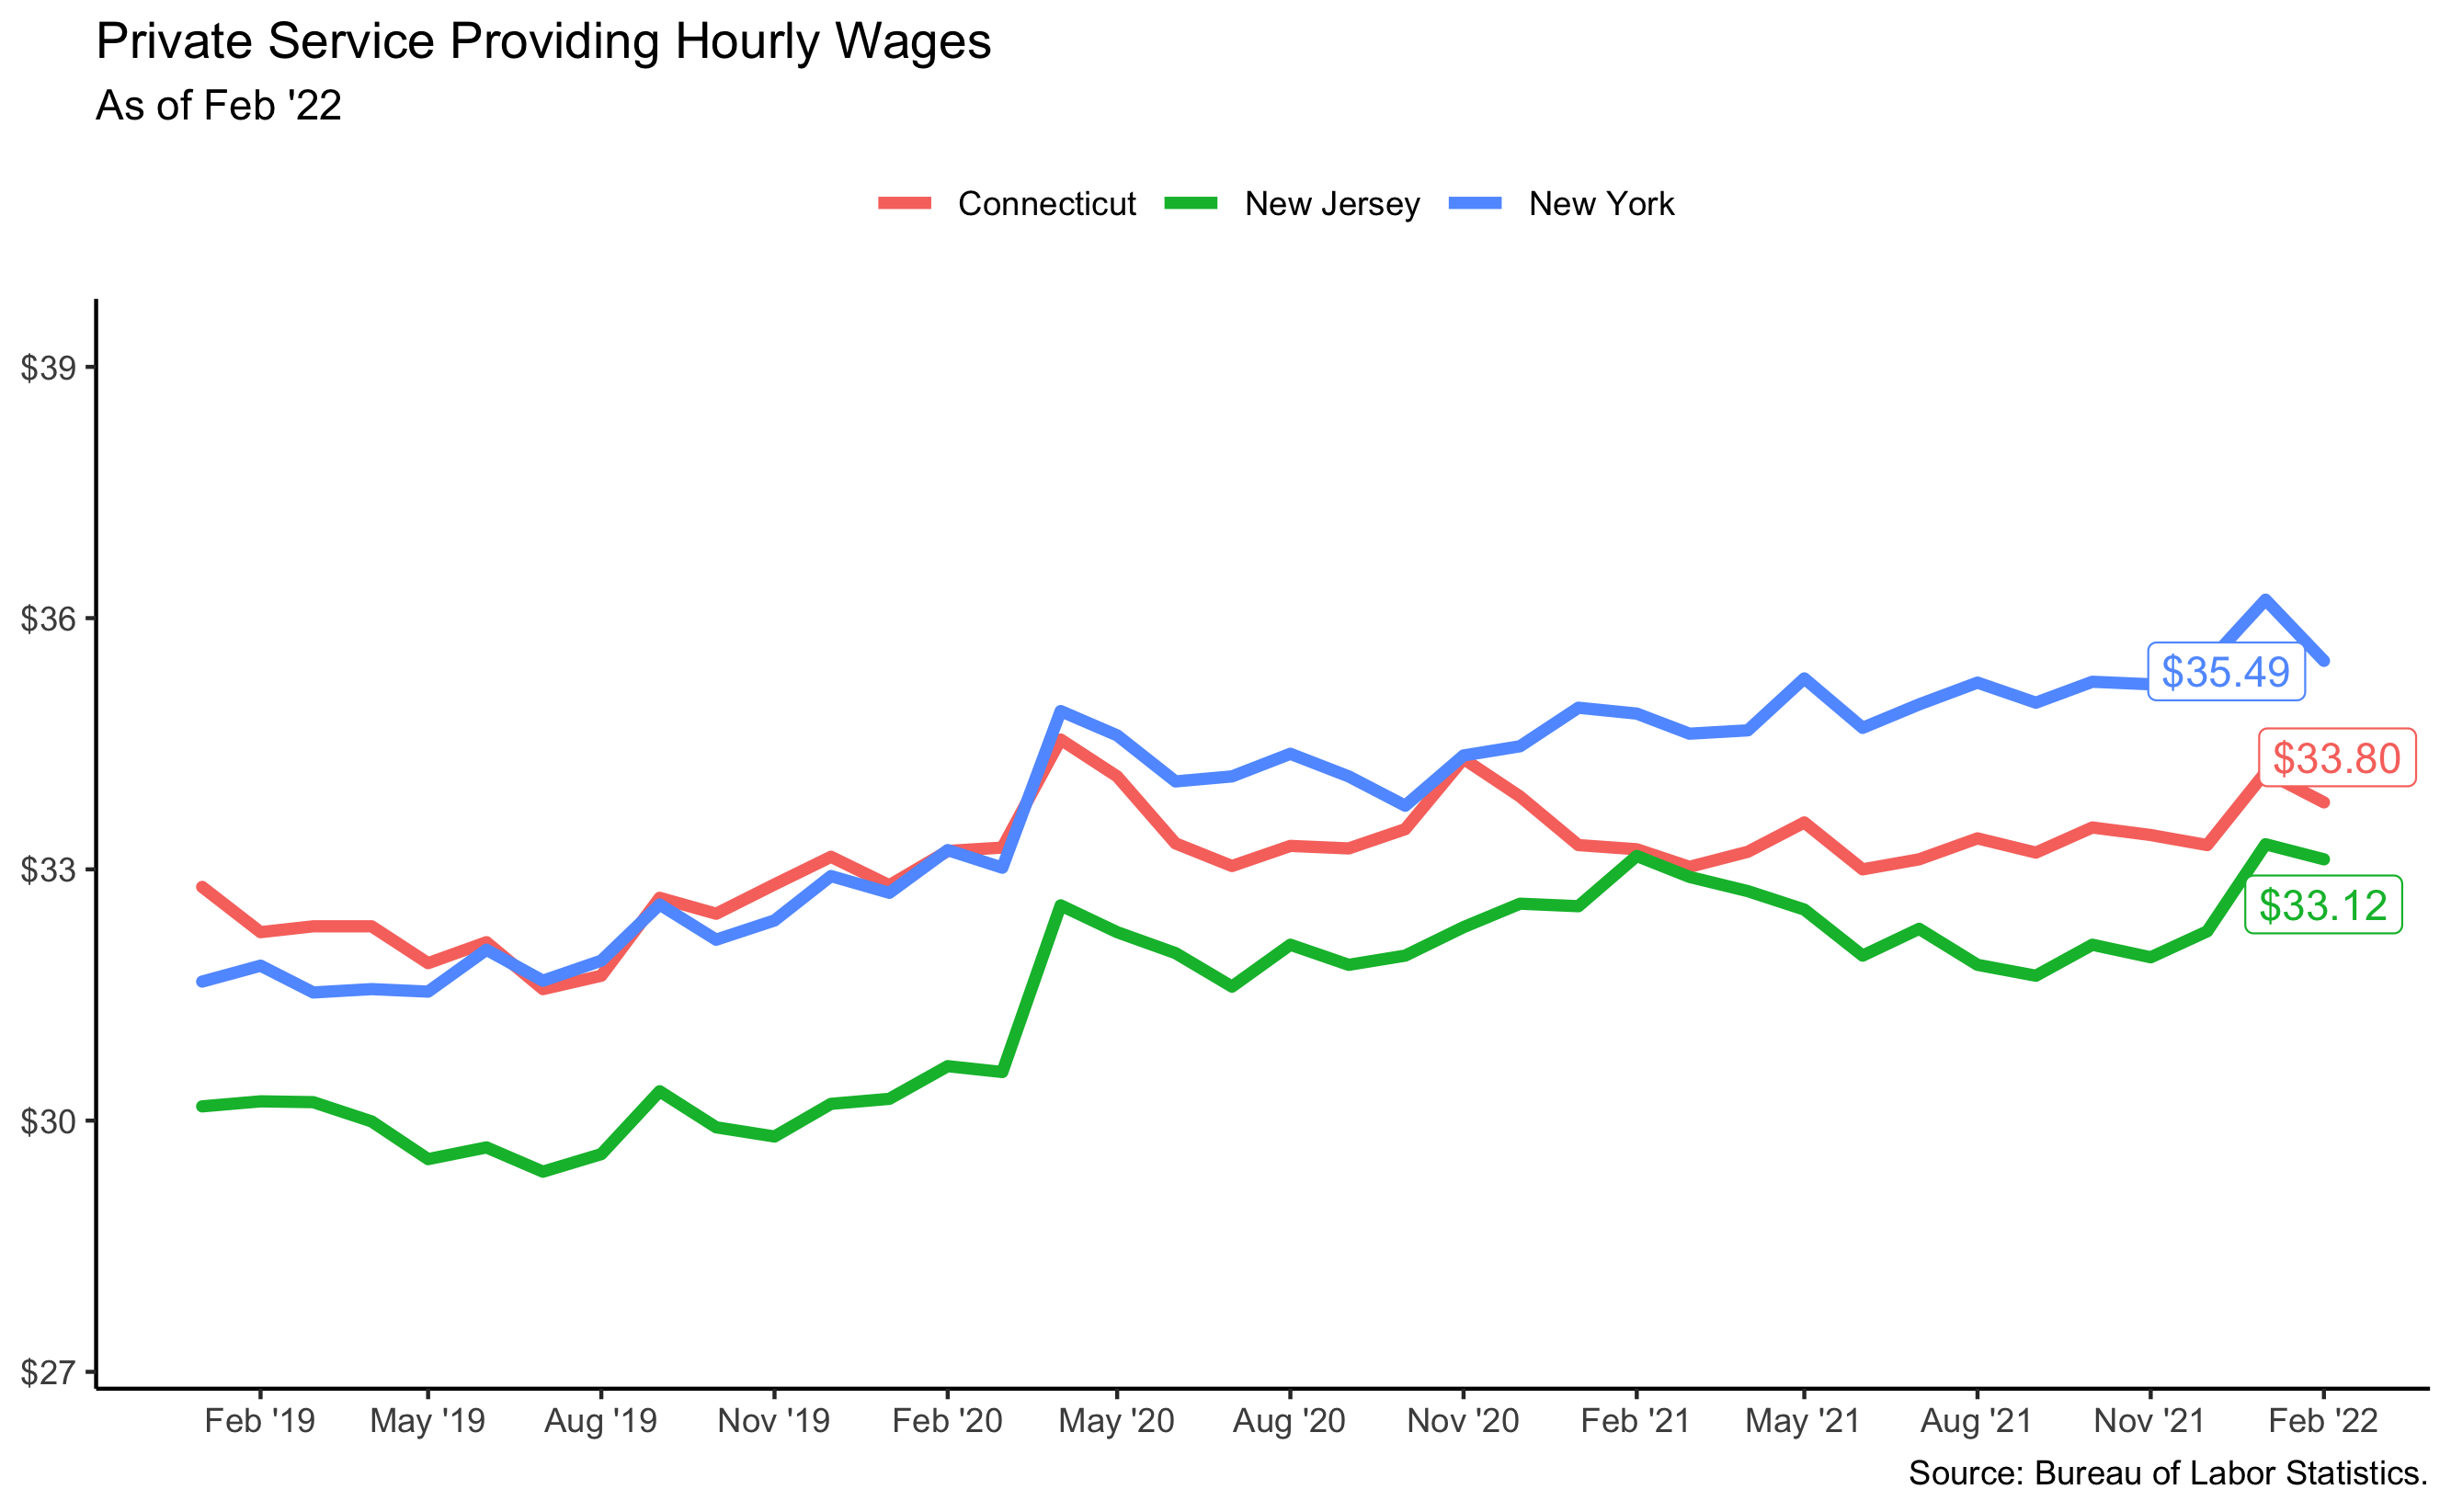 Private Service Providing Hourly Wages
As of Feb '22
Connecticut New Jersey New York
$39
$36
$33
$30
$27
$35.49
$33.80
$33.12
Feb '19 May '19 Aug '19 Nov '19 Feb '20 May '20 Aug '20 Nov '20 Feb '21 May '21 Aug '21 Nov '21 Feb '22
Source: Bureau of Labor Statistics.